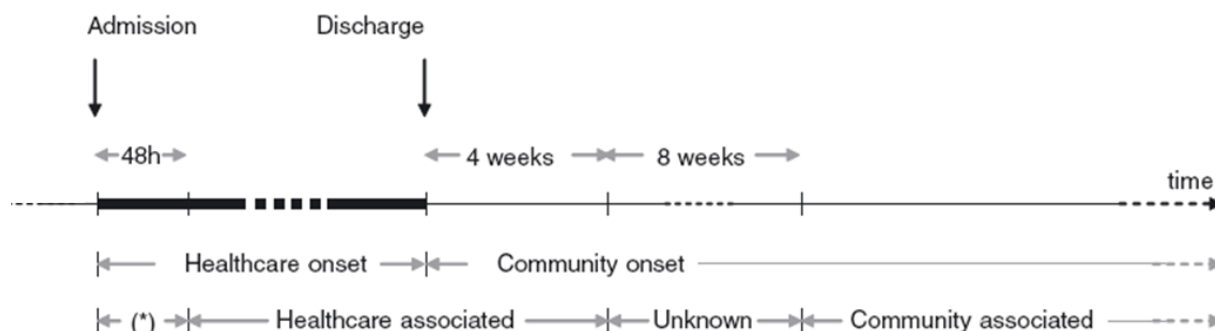 Admission Discharge
48h 4 weeks 8 weeks
time
Healthcare onset Community onset
(*) Healthcare associated Unknown Community associated